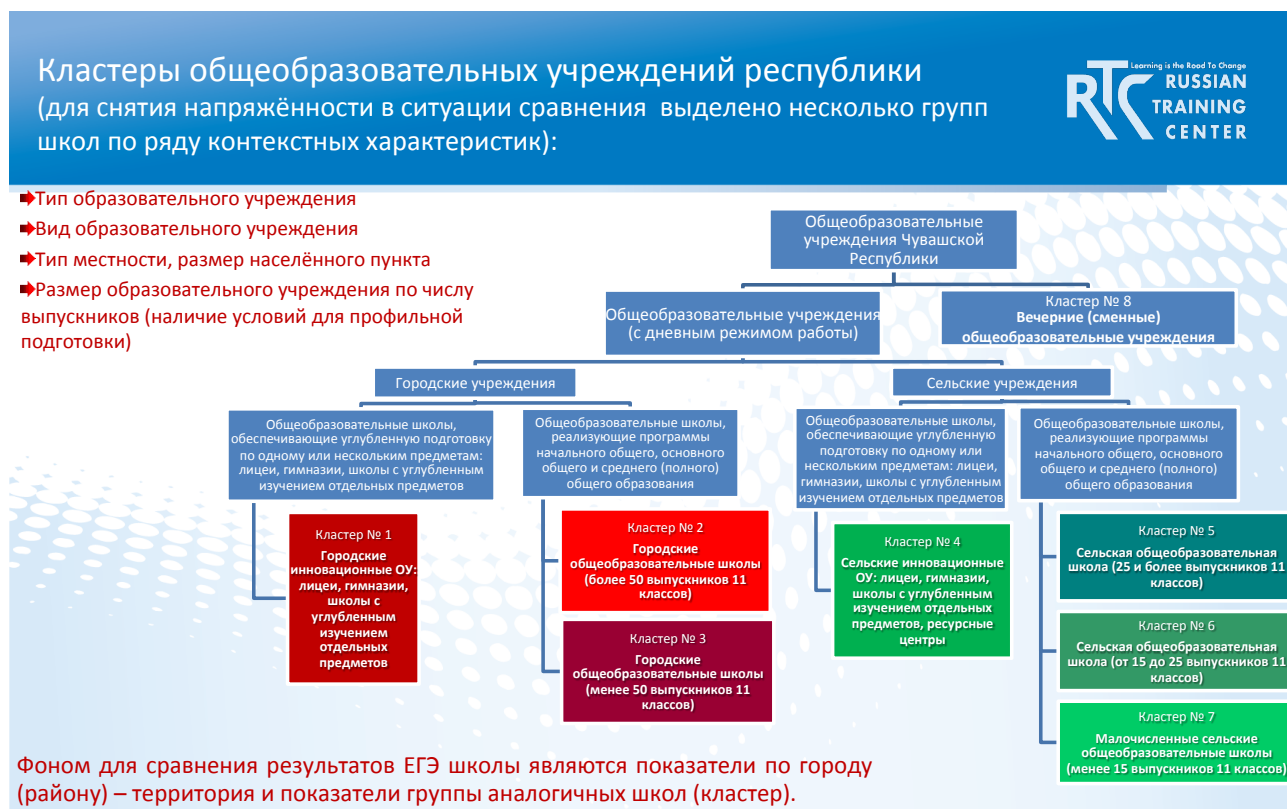 Кластеры общеобразовательных учреждений республики
(для снятия напряжённости в ситуации сравнения выделено несколько групп
школ по ряду контекстных характеристик):
Learning is the Road To Change
RTC RUSSIAN
TRAINING
CENTER
Тип образовательного учреждения
Вид образовательного учреждения
Тип местности, размер населённого пункта
Размер образовательного учреждения по числу
выпускников (наличие условий для профильной
подготовки)
Общеобразовательные
учреждения Чувашской
Республики
Общеобразовательные учреждения
(с дневным режимом работы)
Кластер № 8
Вечерние (сменные)
общеобразовательные учреждения
Городские учреждения
Сельские учреждения
Общеобразовательные школы,
обеспечивающие углубленную подготовку
по одному или нескольким предметам:
лицеи, гимназии, школы с углубленным
изучением отдельных предметов
Общеобразовательные школы,
реализующие программы
начального общего, основного
общего и среднего (полного)
общего образования
Общеобразовательные школы,
обеспечивающие углубленную
подготовку по одному или
нескольким предметам: лицеи,
гимназии, школы с углубленным
изучением отдельных предметов
Общеобразовательные школы,
реализующие программы
начального общего, основного
общего и среднего (полного)
общего образования
Кластер № 1
Городские
инновационные ОУ:
лицеи, гимназии,
школы с
углубленным
изучением
отдельных
предметов
Кластер № 2
Городские
общеобразовательные школы
(более 50 выпускников 11
классов)
Кластер № 3
Городские
общеобразовательные школы
(менее 50 выпускников 11
классов)
Кластер № 4
Сельские инновационные
ОУ: лицеи, гимназии,
школы с углубленным
изучением отдельных
предметов, ресурсные
центры
Кластер № 5
Сельская общеобразовательная
школа (25 и более выпускников 11
классов)
Кластер № 6
Сельская общеобразовательная
школа (от 15 до 25 выпускников 11
классов)
Кластер № 7
Малочисленные сельские
общеобразовательные школы
(менее 15 выпускников 11 классов)
Фоном для сравнения результатов ЕГЭ школы являются показатели по городу
(району) – территория и показатели группы аналогичных школ (кластер).